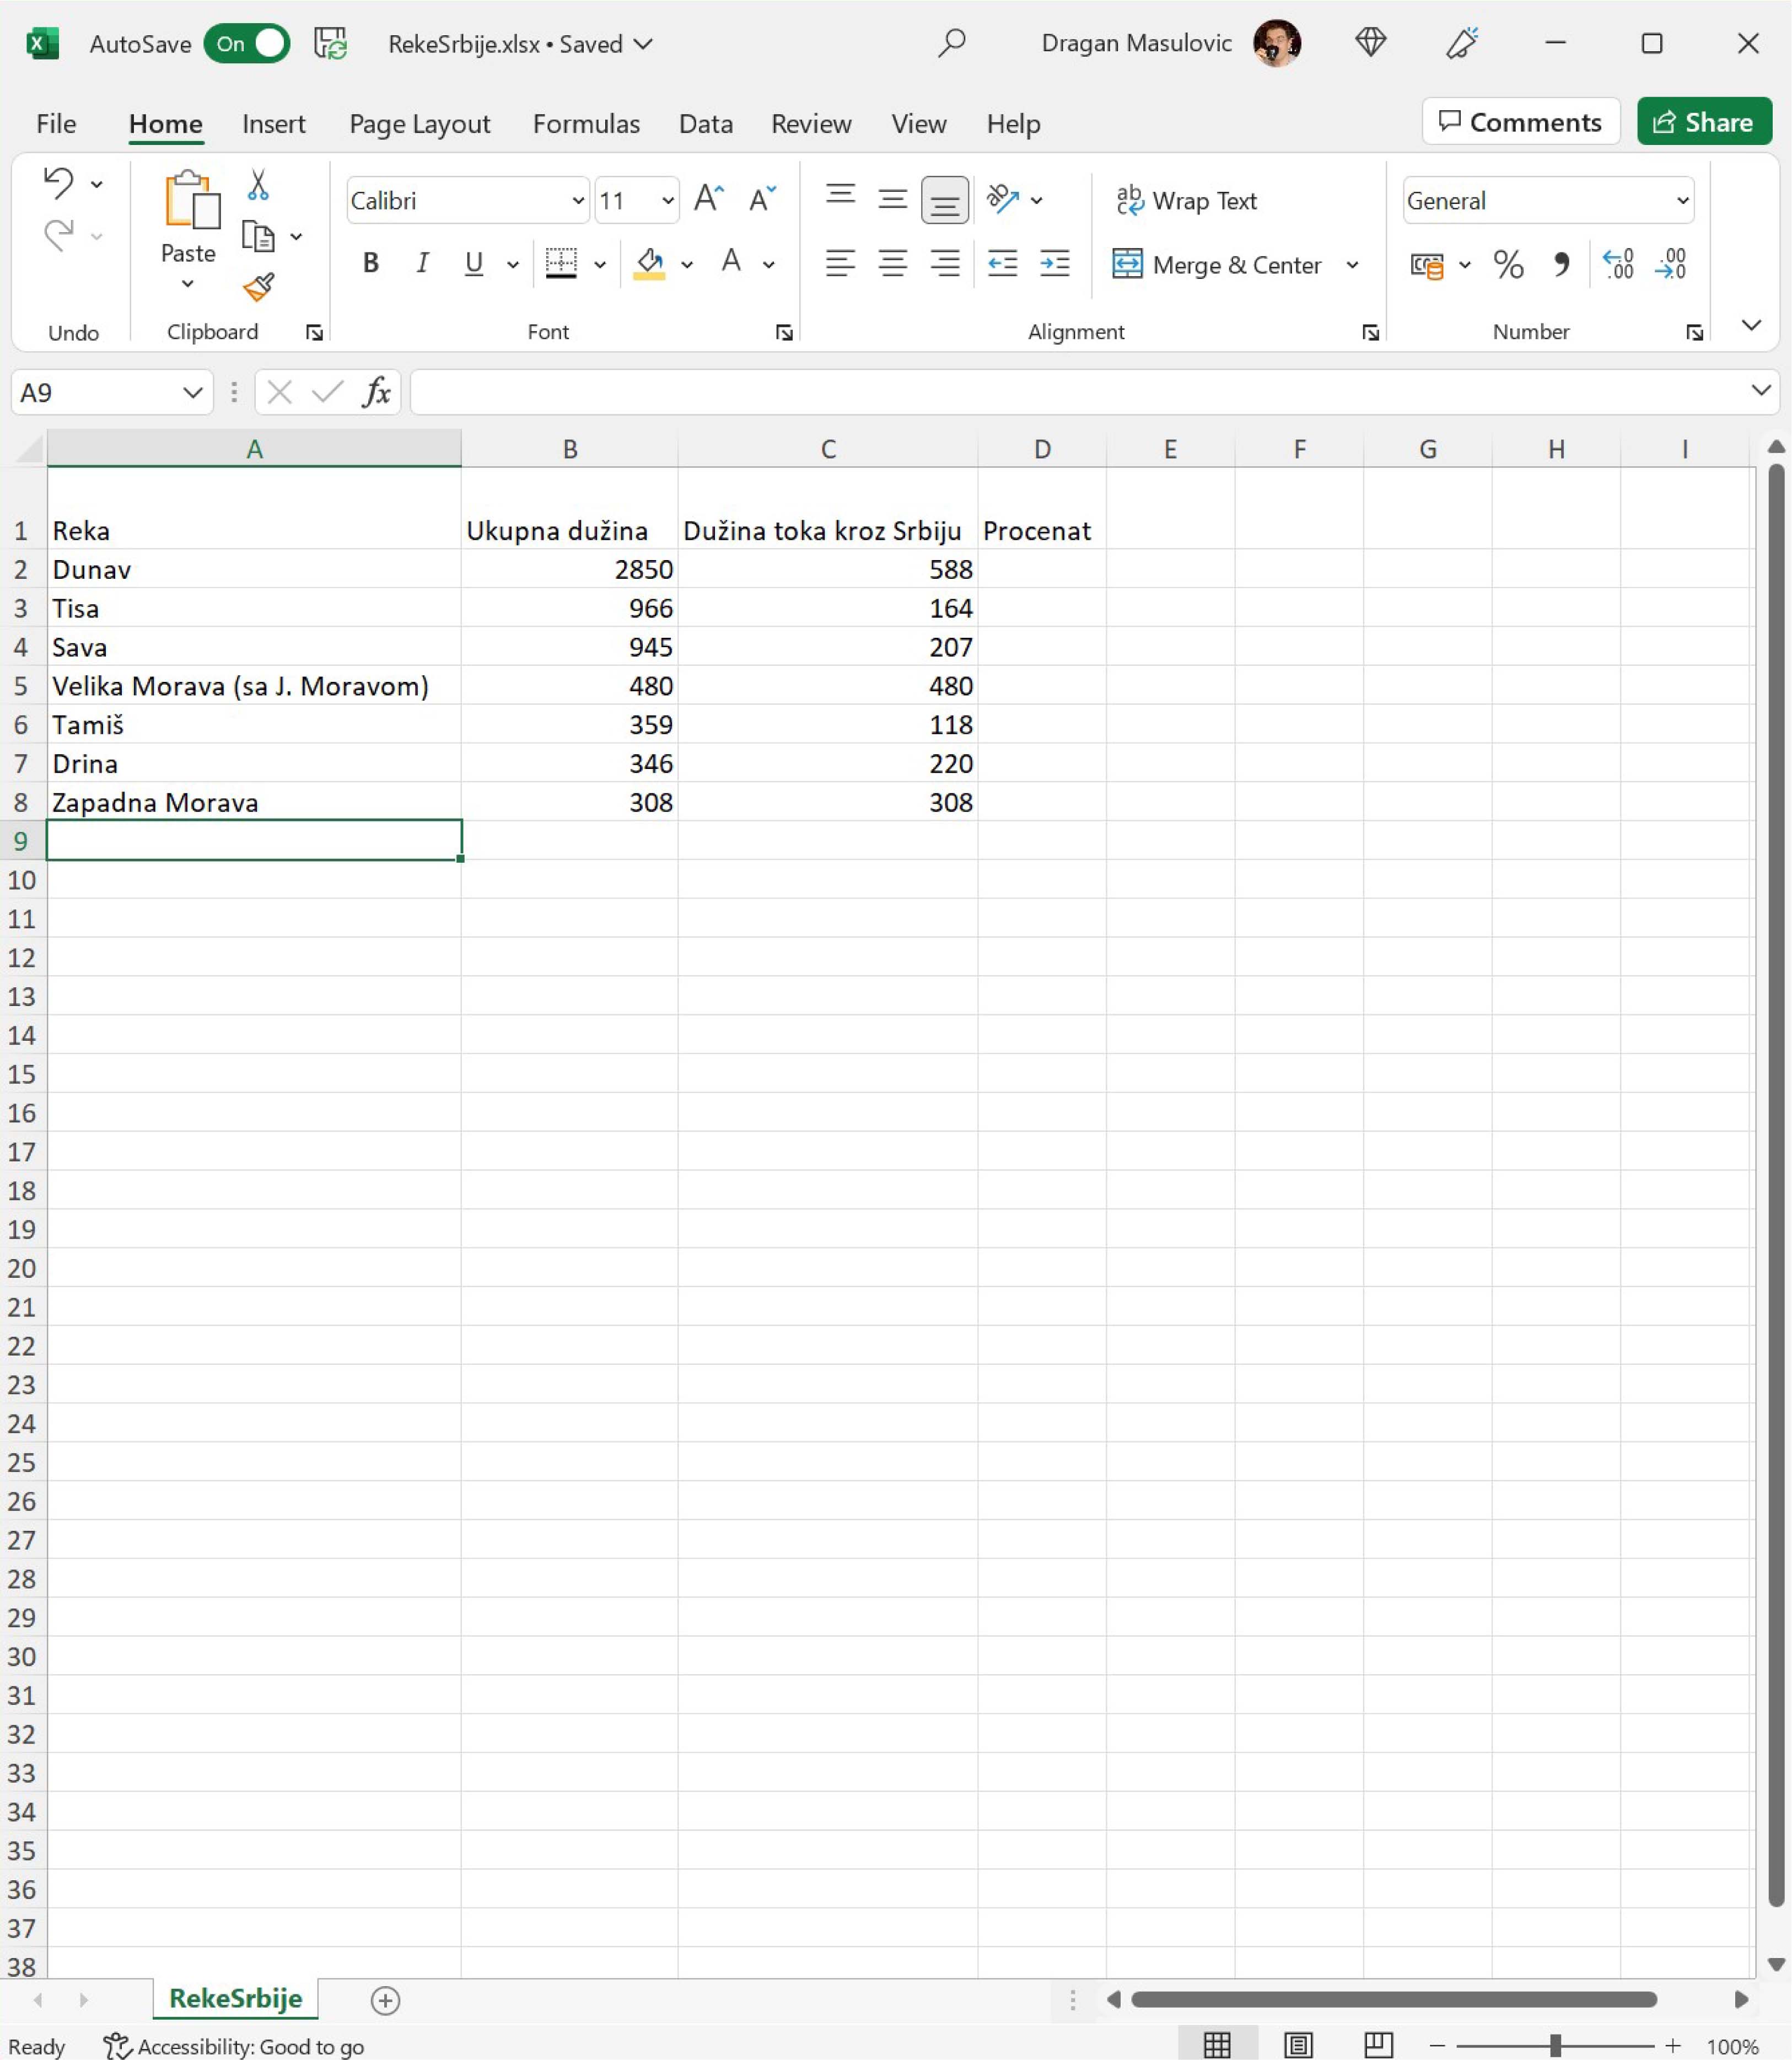 AutoSave On RekeSrbije.xlsx • Saved Dragan Masulovic
File Home Insert Page Layout Formulas Data Review View Help Comments Share
Calibri 11 Wrap Text General
Paste B I U A Merge & Center % .00 .00
Undo Clipboard Font Alignment Number
A9 fx
A B C D E F G H I
1 Reka Ukupna dužina Dužina toka kroz Srbiju Procenat
2 Dunav 2850 588
3 Tisa 966 164
4 Sava 945 207
5 Velika Morava (sa J. Moravom) 480 480
6 Tamiš 359 118
7 Drina 346 220
8 Zapadna Morava 308 308
9
10
11
12
13
14
15
16
17
18
19
20
21
22
23
24
25
26
27
28
29
30
31
32
33
34
35
36
37
38
RekeSrbije
Ready Accessibility: Good to go 100%